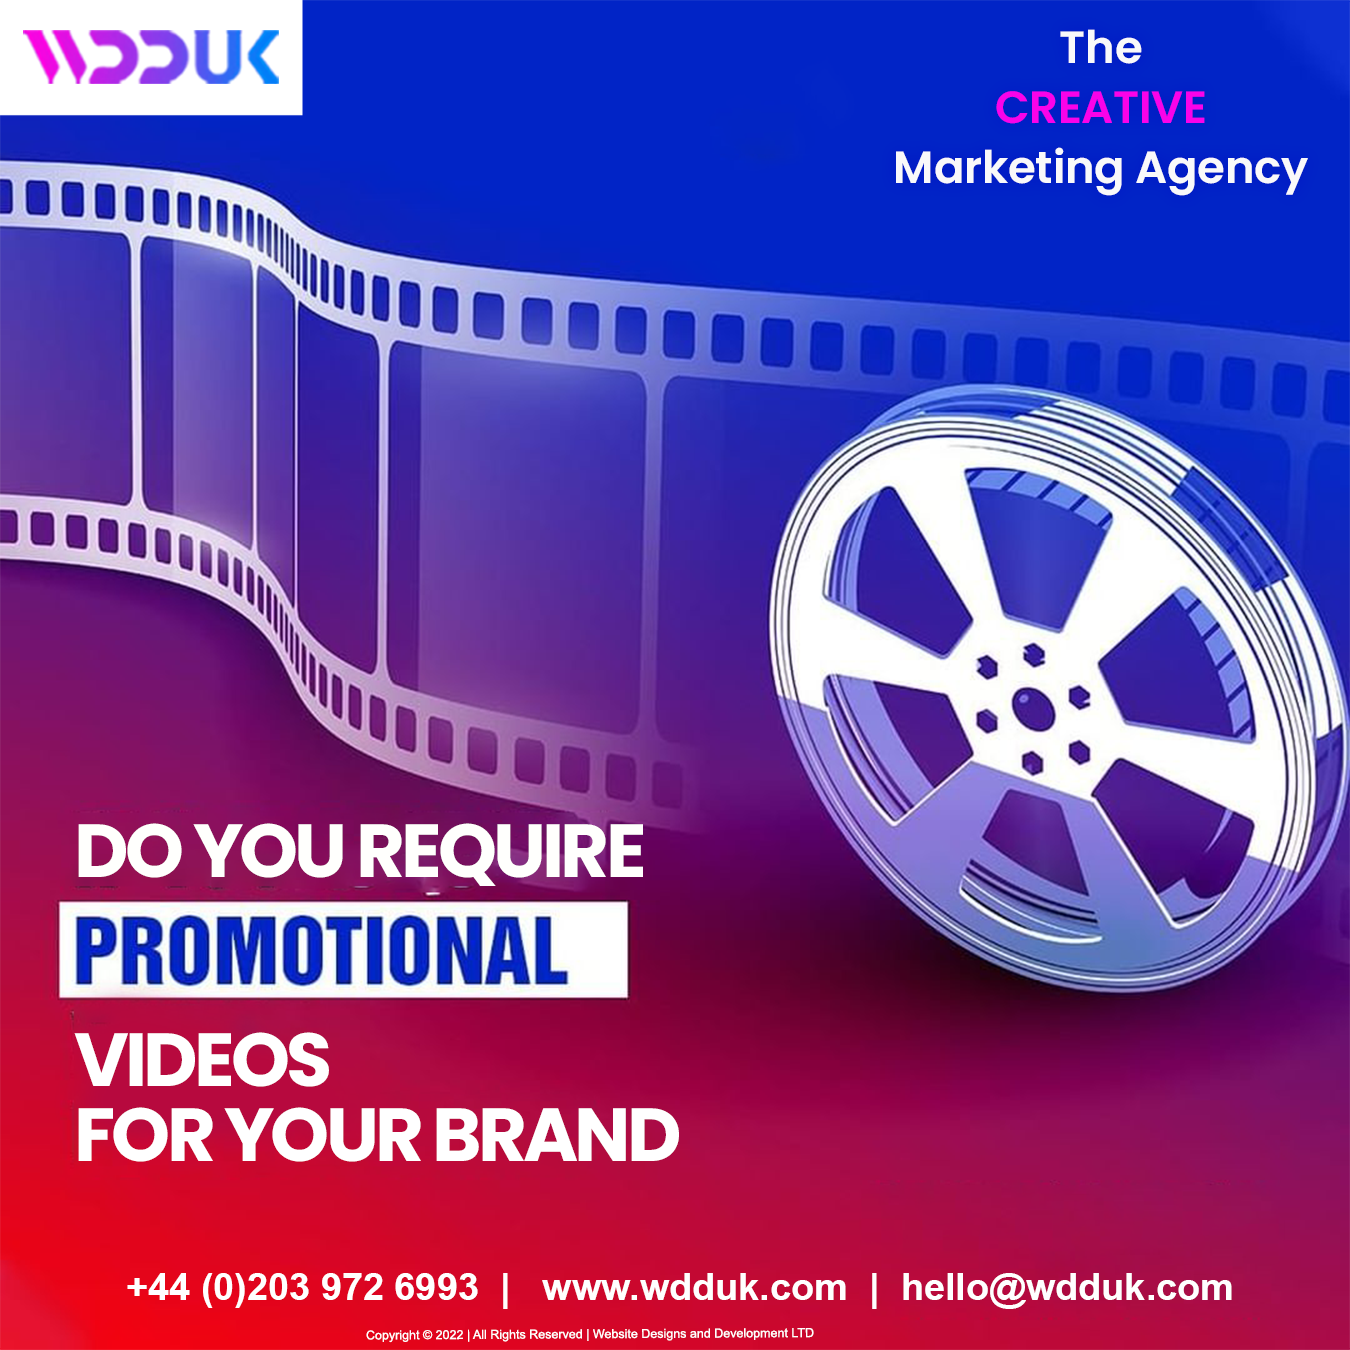 WDDUK
The
CREATIVE
Marketing Agency
DO YOU REQUIRE
PROMOTIONAL
VIDEOS
FOR YOUR BRAND
+44 (0)203 972 6993 | www.wdduk.com | hello@wdduk.com
Copyright © 2022 | All Rights Reserved | Website Designs and Development LTD